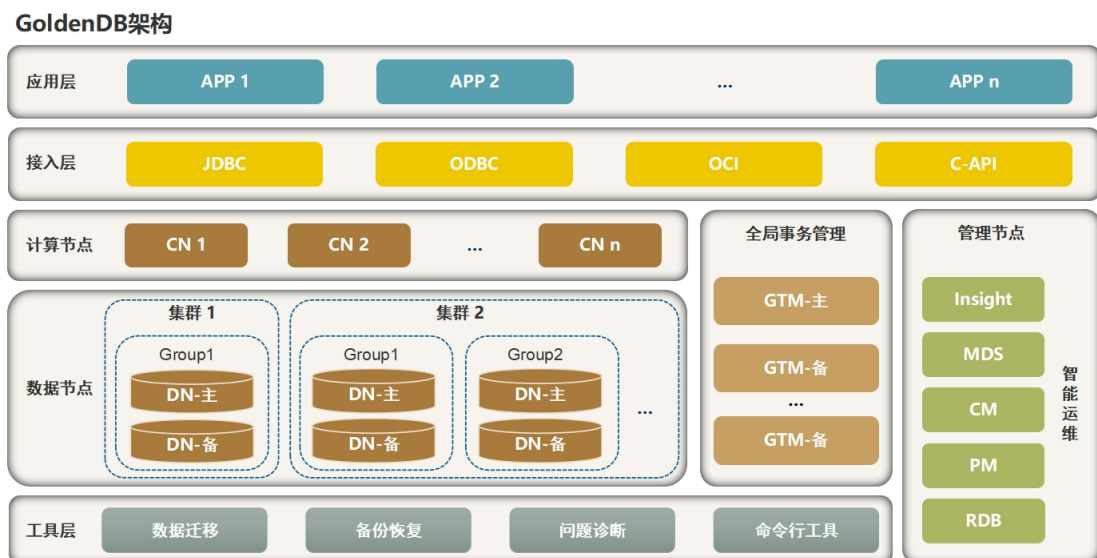 GoldenDB架构
应用层
APP 1
APP 2
...
APP n
接入层
JDBC
ODBC
OCI
C-API
计算节点
CN 1
CN 2
...
CN n
数据节点
集群 1
Group1
DN-主
DN-备
集群 2
Group1
DN-主
DN-备
Group2
DN-主
DN-备
...
全局事务管理
GTM-主
GTM-备
...
GTM-备
管理节点
Insight
MDS
CM
PM
RDB
智能运维
工具层
数据迁移
备份恢复
问题诊断
命令行工具